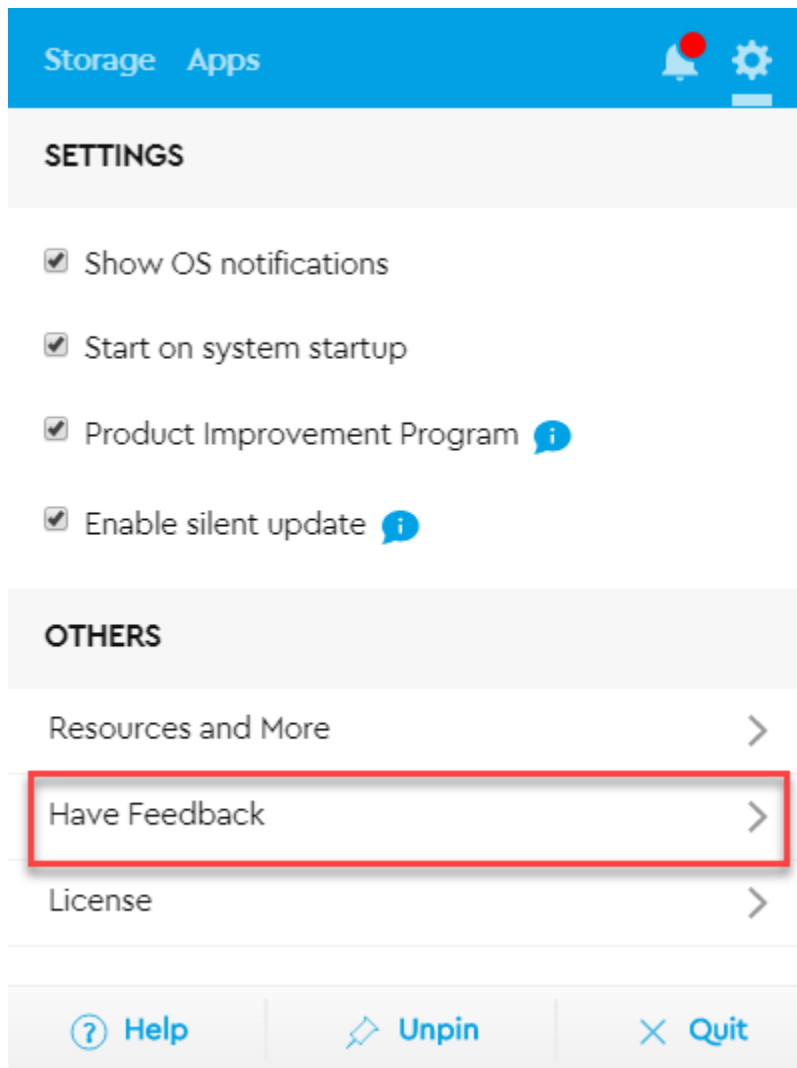 Storage Apps
SETTINGS
Show OS notifications
Start on system startup
Product Improvement Program i
Enable silent update i
OTHERS
Resources and More
Have Feedback
License
? Help Unpin Quit